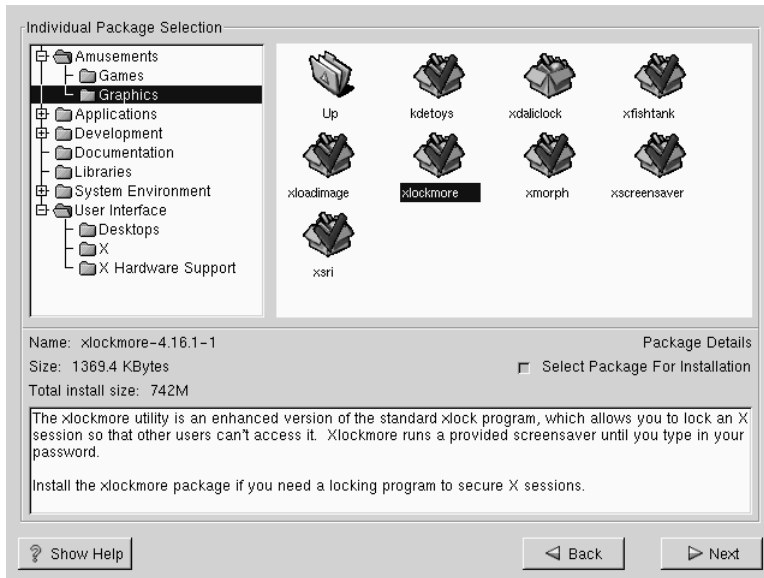 Individual Package Selection
Amusements
Games
Graphics
Applications
Development
Documentation
Libraries
System Environment
User Interface
Desktops
X
X Hardware Support
Up
kdetoys
xdaliclock
xfishtank
xloadimage
xlockmore
xmorph
xscreensaver
xsri
Name: xlockmore-4.16.1-1
Package Details
Size: 1369.4 KBytes
Select Package For Installation
Total install size: 742M
The xlockmore utility is an enhanced version of the standard xlock program, which allows you to lock an X
session so that other users can't access it. Xlockmore runs a provided screensaver until you type in your
password.
Install the xlockmore package if you need a locking program to secure X sessions.
Show Help
Back
Next